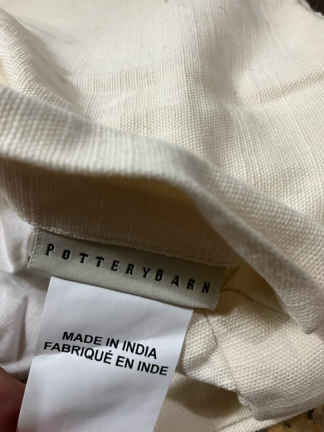 POTTERYBARN
MADE IN INDIA
FABRIQUÉ EN INDE